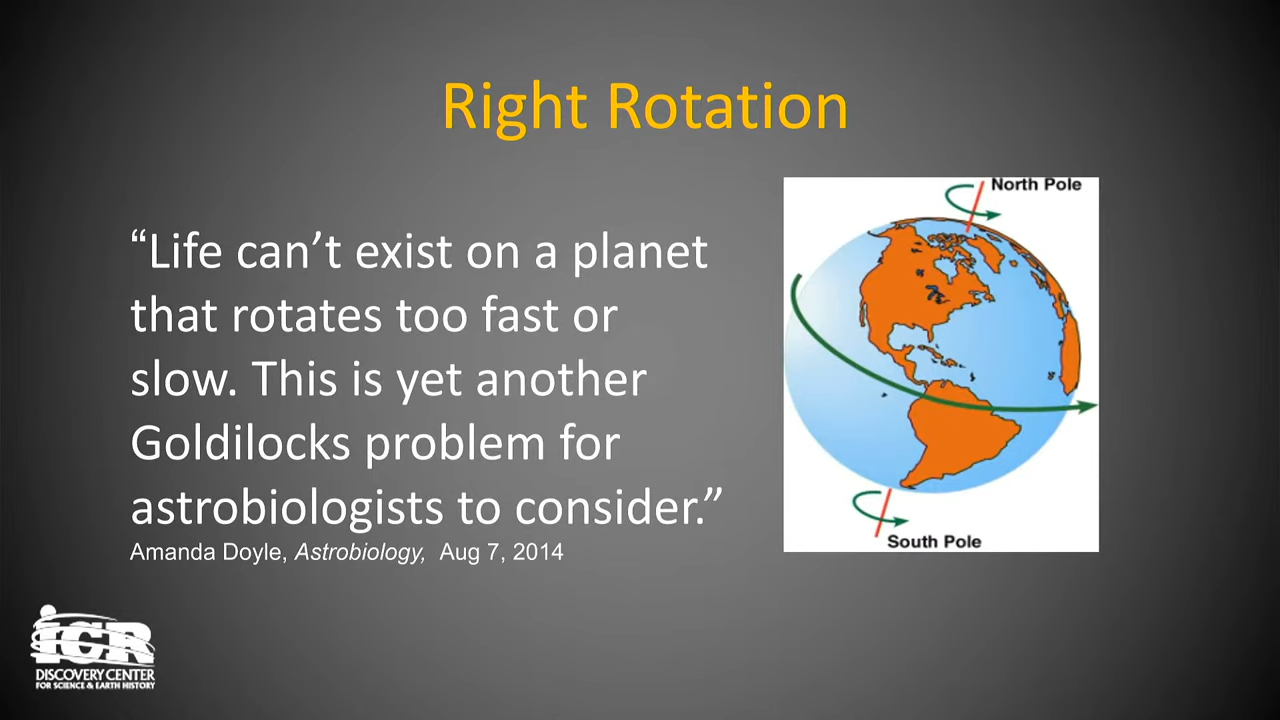 Right Rotation
“Life can’t exist on a planet
that rotates too fast or
slow. This is yet another
Goldilocks problem for
astrobiologists to consider.”
Amanda Doyle, Astrobiology, Aug 7, 2014
North Pole
South Pole
iCR
DISCOVERY CENTER
FOR SCIENCE & EARTH HISTORY